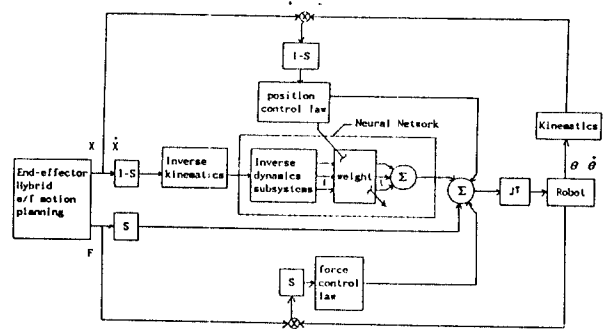 I-S
position
control law
Neural Network
X Ẋ
End-effector
Hybrid
e/f motion
planning
I-S
Inverse
kinematics
Inverse
dynamics
subsystems
weight
Σ
Σ
Jᵀ
Robot
Kinematics
θ θ̇
S
F
S
force
control
law